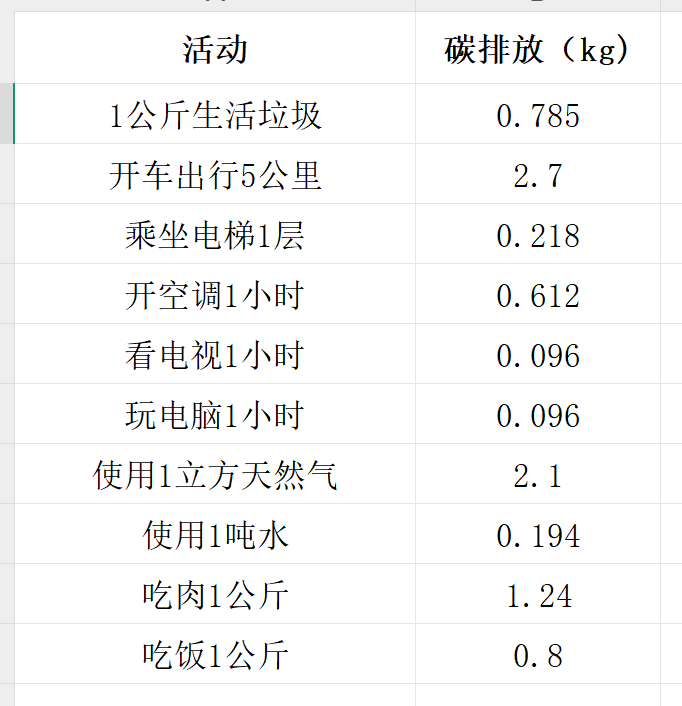 活动 碳排放（kg)
1公斤生活垃圾 0.785
开车出行5公里 2.7
乘坐电梯1层 0.218
开空调1小时 0.612
看电视1小时 0.096
玩电脑1小时 0.096
使用1立方天然气 2.1
使用1吨水 0.194
吃肉1公斤 1.24
吃饭1公斤 0.8